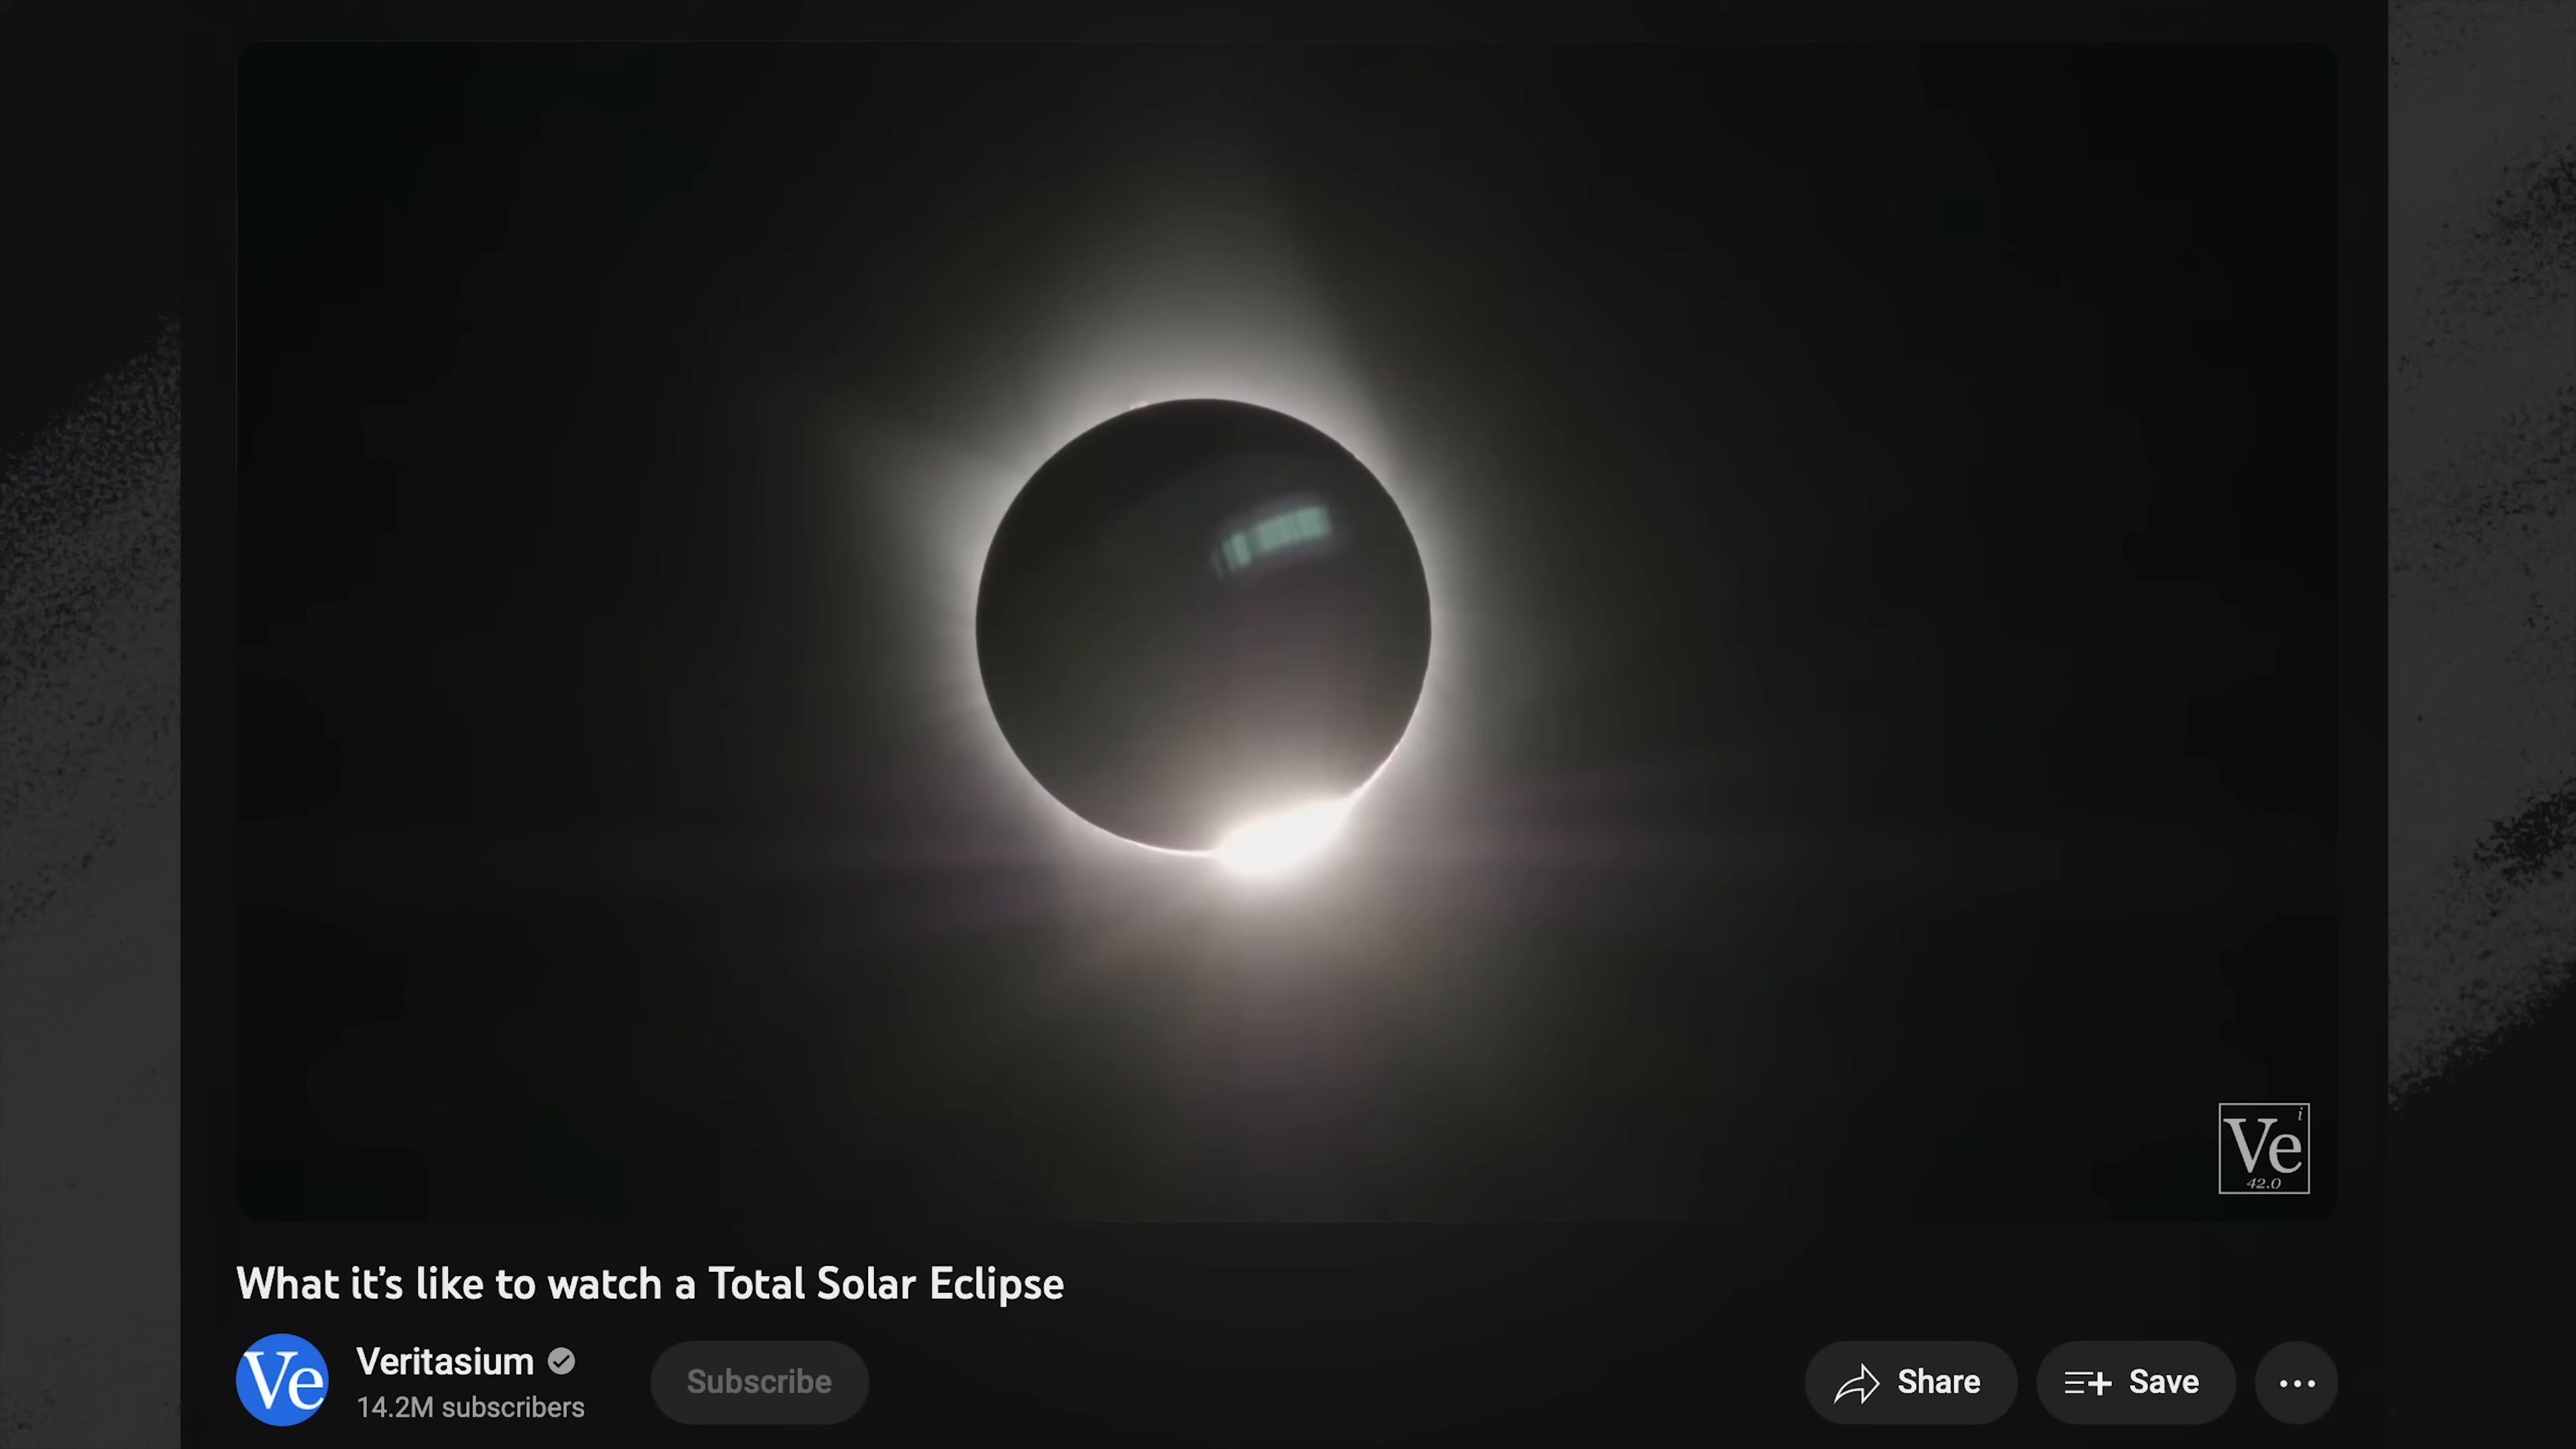 i
Ve
42.0
What it's like to watch a Total Solar Eclipse
Ve
Veritasium
14.2M subscribers
Subscribe
Share
Save